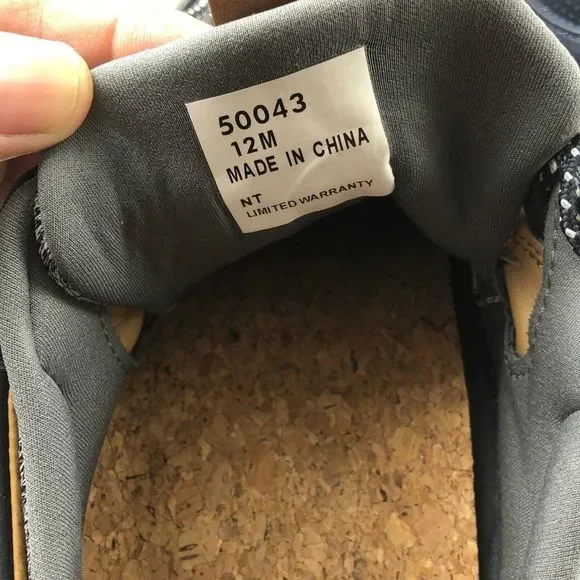 50043
12M
MADE IN CHINA
NT
LIMITED WARRANTY